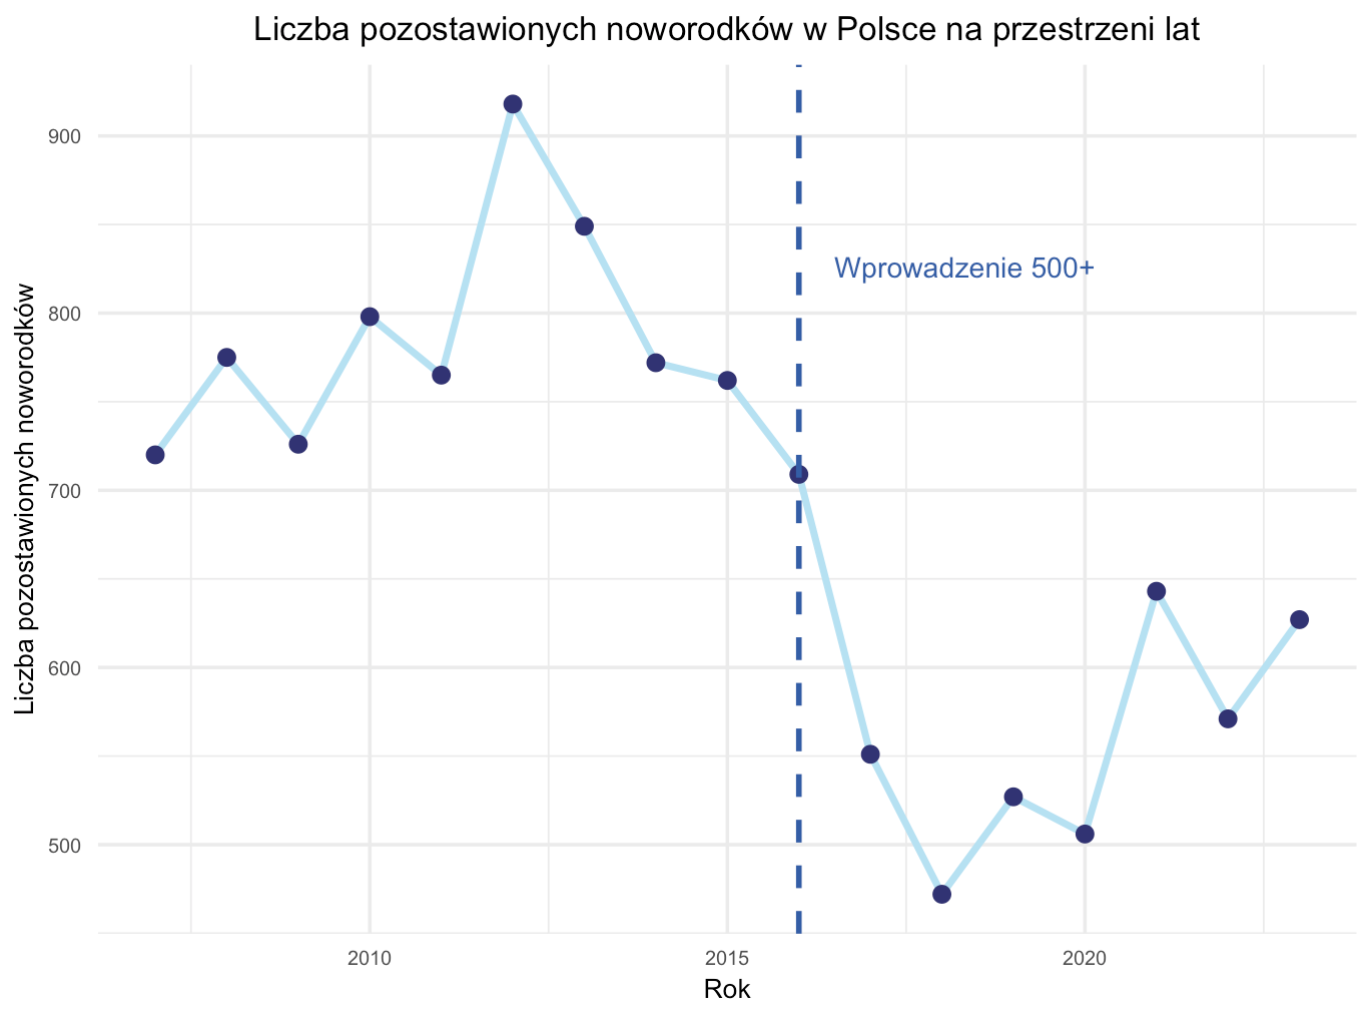 Liczba pozostawionych noworodków w Polsce na przestrzeni lat
900
800
700
600
500
Liczba pozostawionych noworodków
Wprowadzenie 500+
2010
2015
2020
Rok